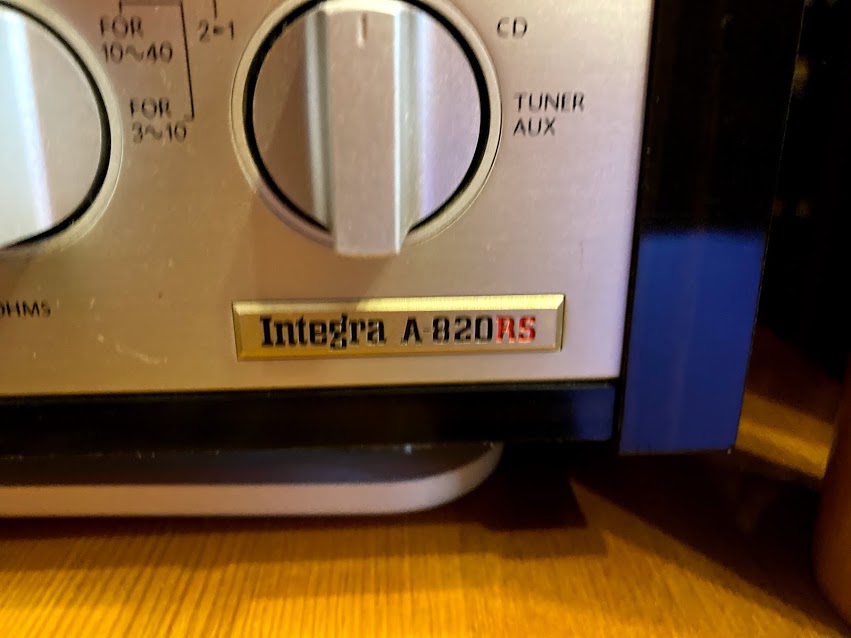 FOR
10~40
2▸1
CD
FOR
3~10
TUNER
AUX
OHMS
Integra A-820RS